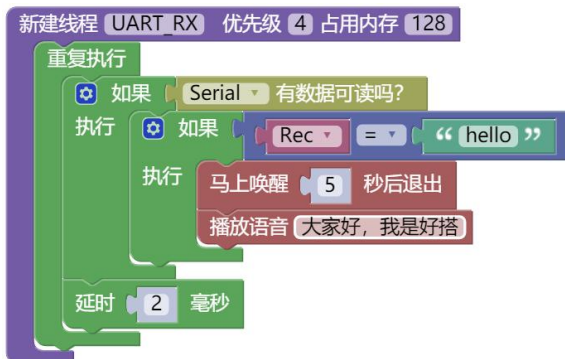 新建线程 UART_RX 优先级 4 占用内存 128
重复执行
如果 Serial 有数据可读吗?
执行 如果 Rec = “ hello ”
执行 马上唤醒 5 秒后退出
播放语音 大家好，我是好搭
延时 2 毫秒